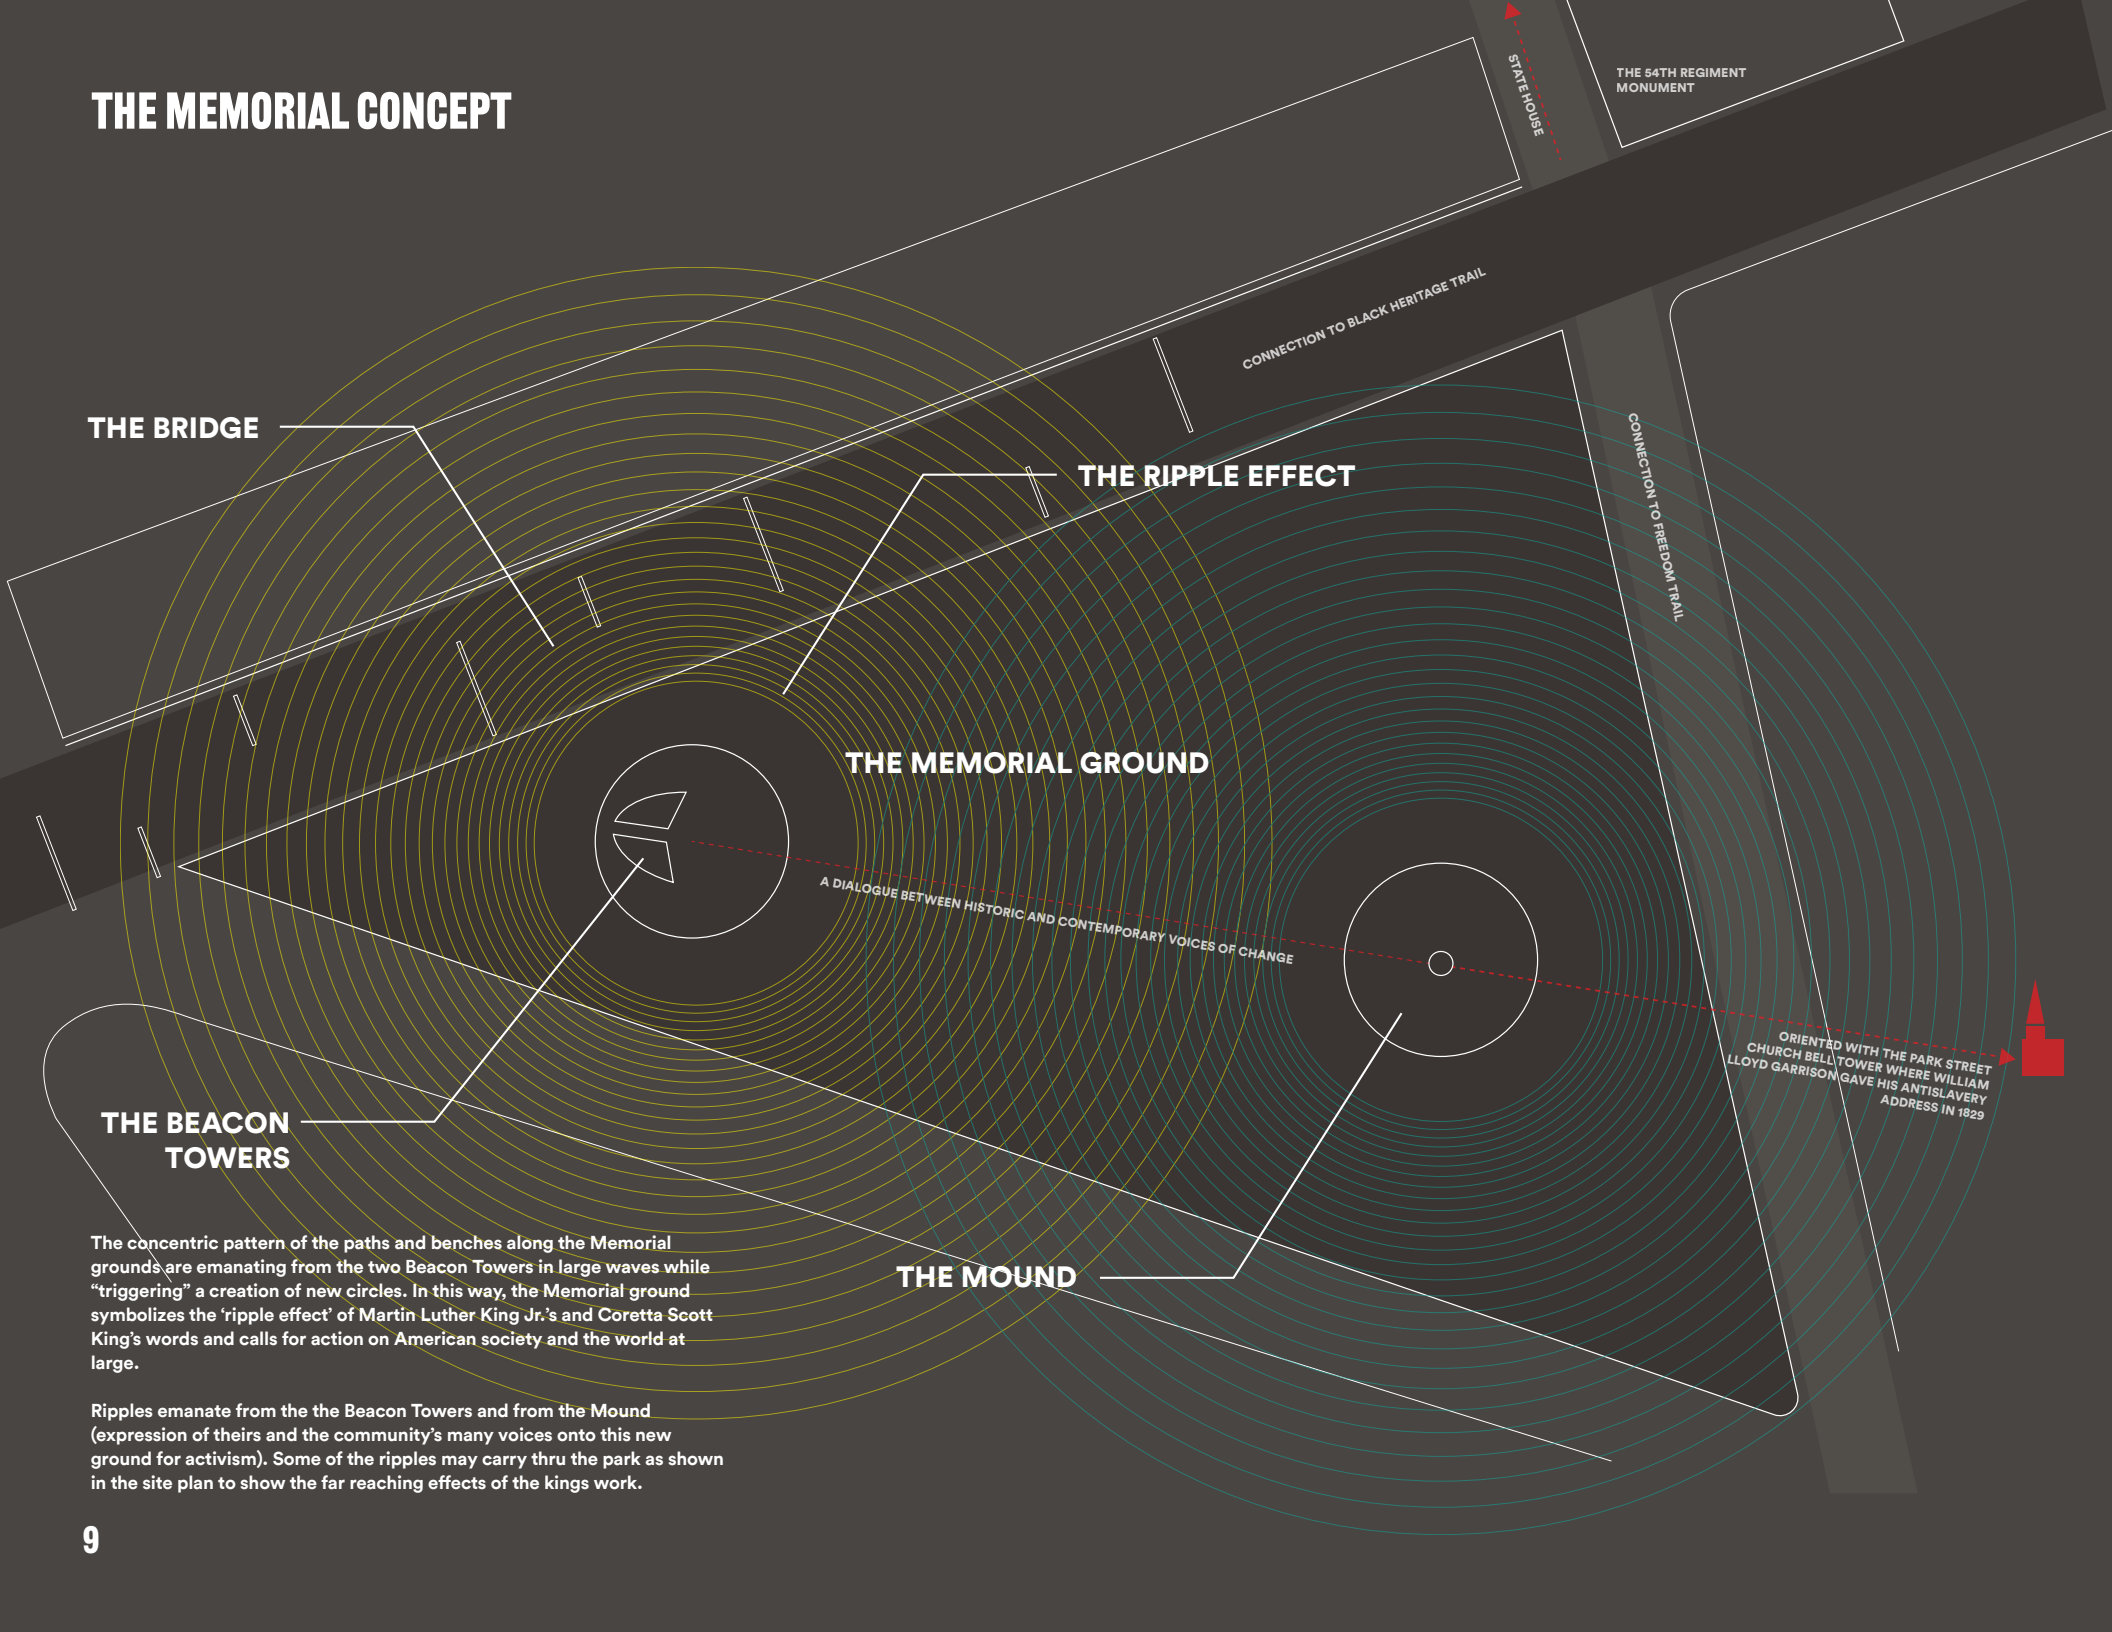 THE MEMORIAL CONCEPT
STATE HOUSE
THE 54TH REGIMENT
MONUMENT
CONNECTION TO BLACK HERITAGE TRAIL
THE BRIDGE
THE RIPPLE EFFECT
CONNECTION TO FREEDOM TRAIL
THE MEMORIAL GROUND
A DIALOGUE BETWEEN HISTORIC AND CONTEMPORARY VOICES OF CHANGE
ORIENTED WITH THE PARK STREET
CHURCH BELL TOWER WHERE WILLIAM
LLOYD GARRISON GAVE HIS ANTISLAVERY
ADDRESS IN 1829
THE BEACON
TOWERS
THE MOUND
The concentric pattern of the paths and benches along the Memorial
grounds are emanating from the two Beacon Towers in large waves while
“triggering” a creation of new circles. In this way, the Memorial ground
symbolizes the ‘ripple effect’ of Martin Luther King Jr.’s and Coretta Scott
King’s words and calls for action on American society and the world at
large.
Ripples emanate from the the Beacon Towers and from the Mound
(expression of theirs and the community’s many voices onto this new
ground for activism). Some of the ripples may carry thru the park as shown
in the site plan to show the far reaching effects of the kings work.
9